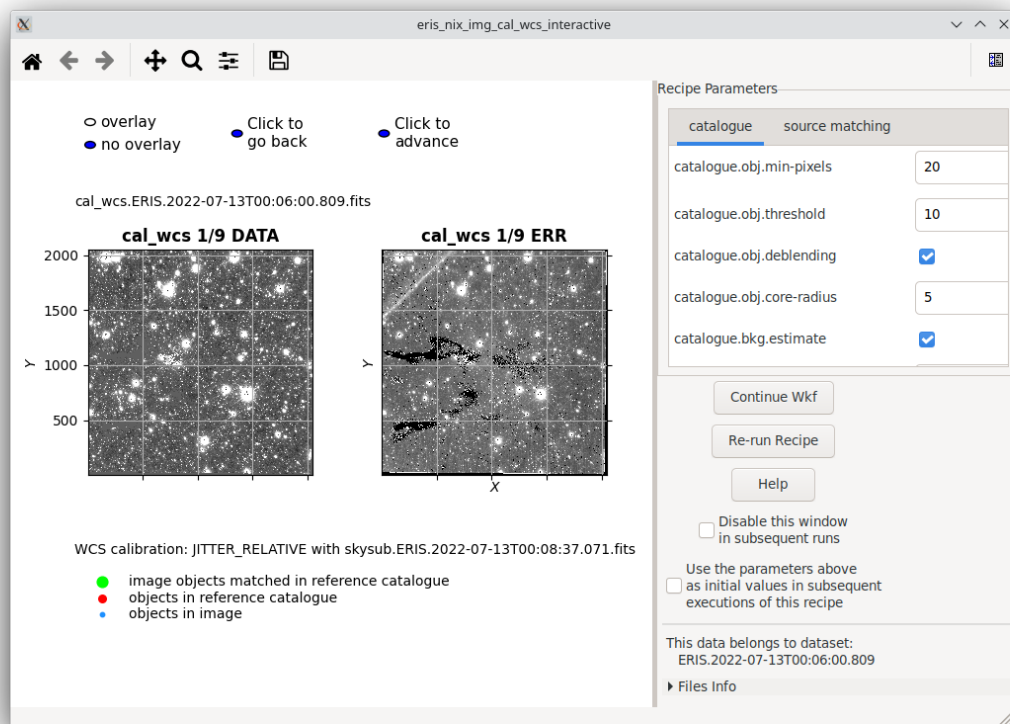 eris_nix_img_cal_wcs_interactive
overlay
no overlay
Click to
go back
Click to
advance
cal_wcs.ERIS.2022-07-13T00:06:00.809.fits
cal_wcs 1/9 DATA
2000
1500
1000
500
Y
cal_wcs 1/9 ERR
Y
X
WCS calibration: JITTER_RELATIVE with skysub.ERIS.2022-07-13T00:08:37.071.fits
image objects matched in reference catalogue
objects in reference catalogue
objects in image
Recipe Parameters
catalogue source matching
catalogue.obj.min-pixels 20
catalogue.obj.threshold 10
catalogue.obj.deblending
catalogue.obj.core-radius 5
catalogue.bkg.estimate
Continue Wkf
Re-run Recipe
Help
Disable this window
in subsequent runs
Use the parameters above
as initial values in subsequent
executions of this recipe
This data belongs to dataset:
ERIS.2022-07-13T00:06:00.809
Files Info